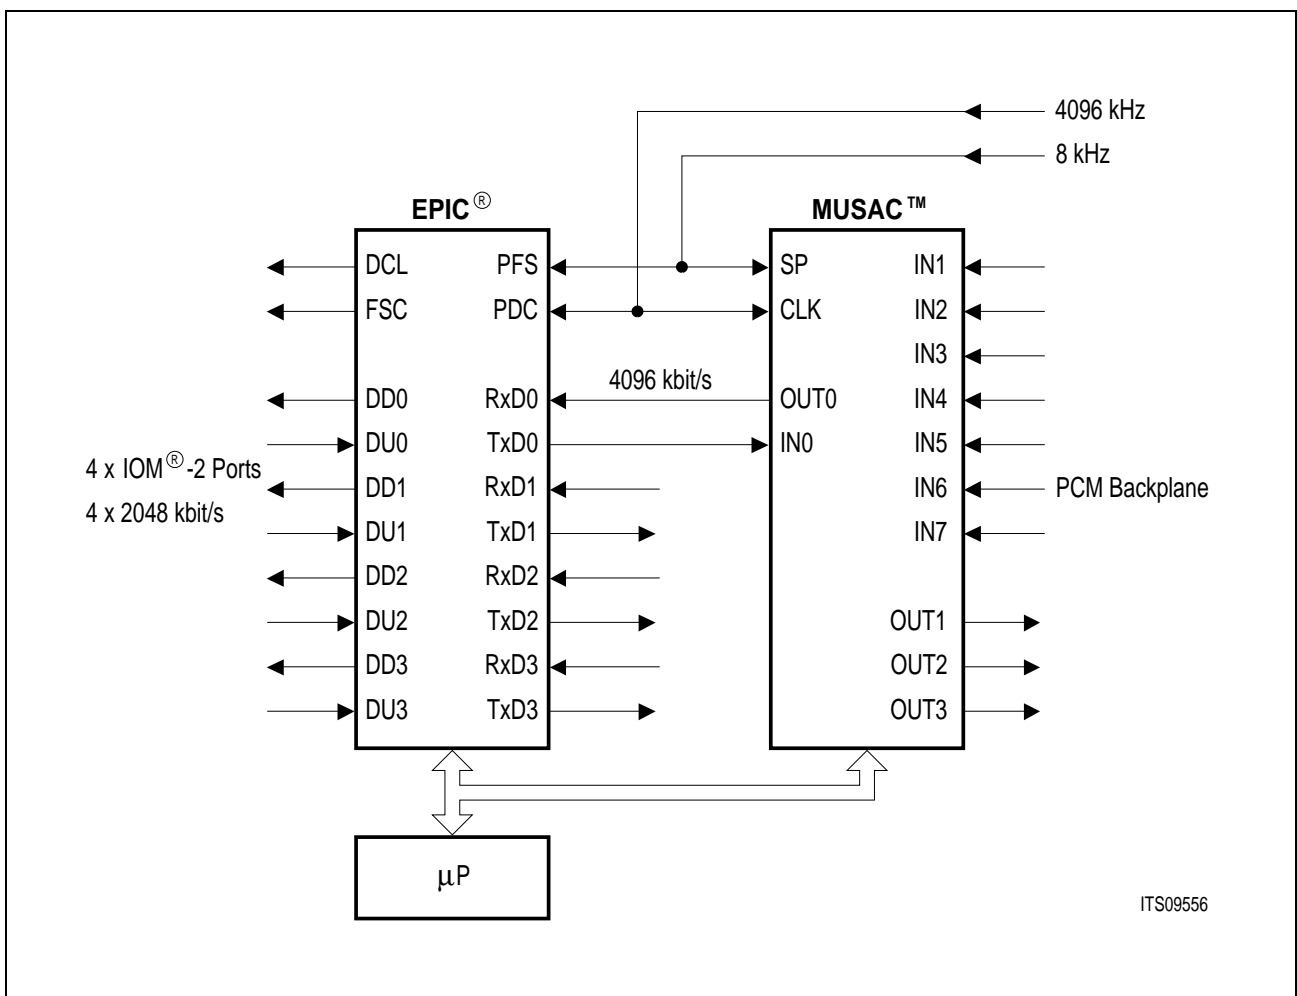 4096 kHz
8 kHz
EPIC®
MUSAC™
DCL PFS SP IN1
FSC PDC CLK IN2
IN3
4096 kbit/s
DD0 RxD0 OUT0 IN4
DU0 TxD0 IN0 IN5
4 x IOM®-2 Ports
DD1 RxD1 IN6 PCM Backplane
4 x 2048 kbit/s
DU1 TxD1 IN7
DD2 RxD2
DU2 TxD2 OUT1
DD3 RxD3 OUT2
DU3 TxD3 OUT3
µP
ITS09556